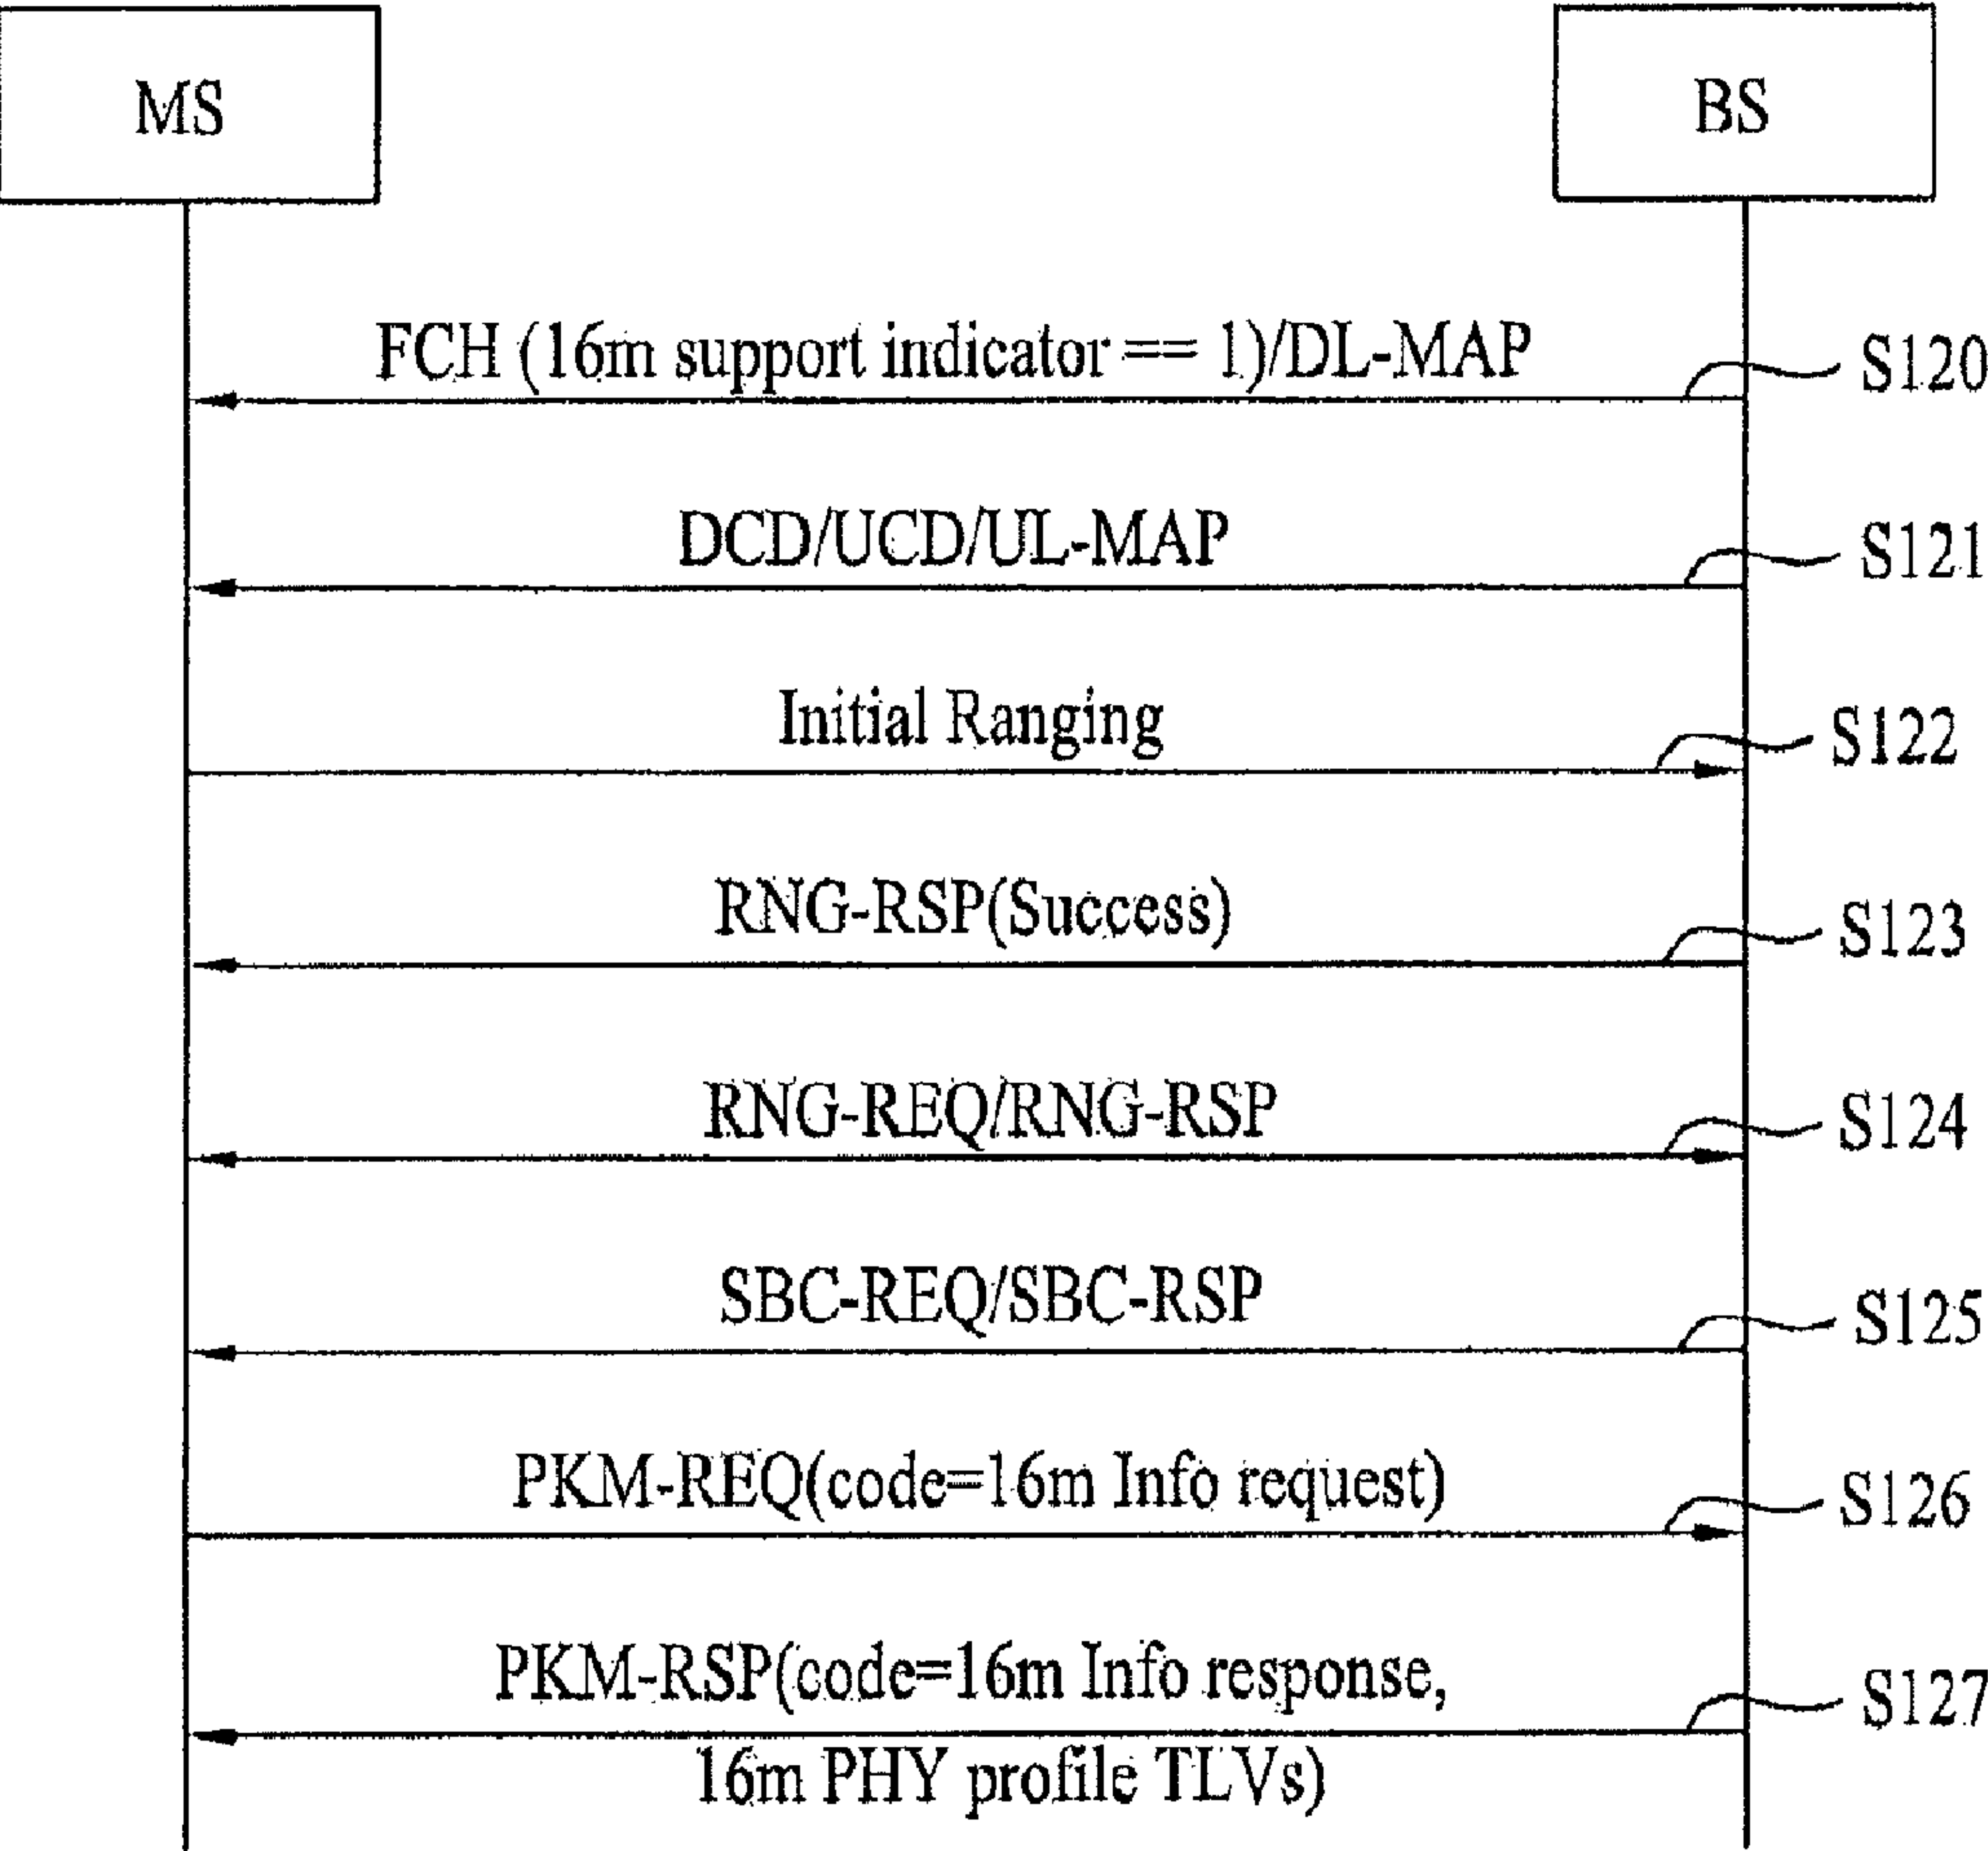 MS
BS
FCH (16m support indicator == 1)/DL-MAP
S120
DCD/UCD/UL-MAP
S121
Initial Ranging
S122
RNG-RSP(Success)
S123
RNG-REQ/RNG-RSP
S124
SBC-REQ/SBC-RSP
S125
PKM-REQ(code=16m Info request)
S126
PKM-RSP(code=16m Info response,
S127
16m PHY profile TLVs)